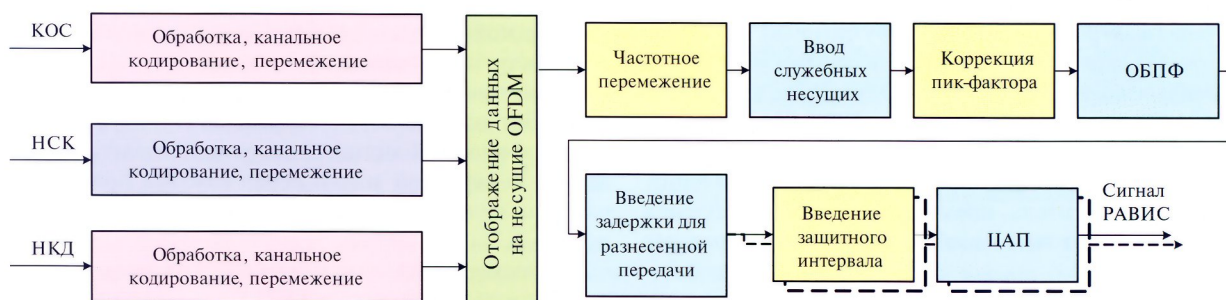 КОС
Обработка, канальное
кодирование, перемежение
НСК
Обработка, канальное
кодирование, перемежение
НКД
Обработка, канальное
кодирование, перемежение
Отображение данных
на несущие OFDM
Частотное
перемежение
Ввод
служебных
несущих
Коррекция
пик-фактора
ОБПФ
Введение
задержки для
разнесенной
передачи
Введение
защитного
интервала
ЦАП
Сигнал
РАВИС